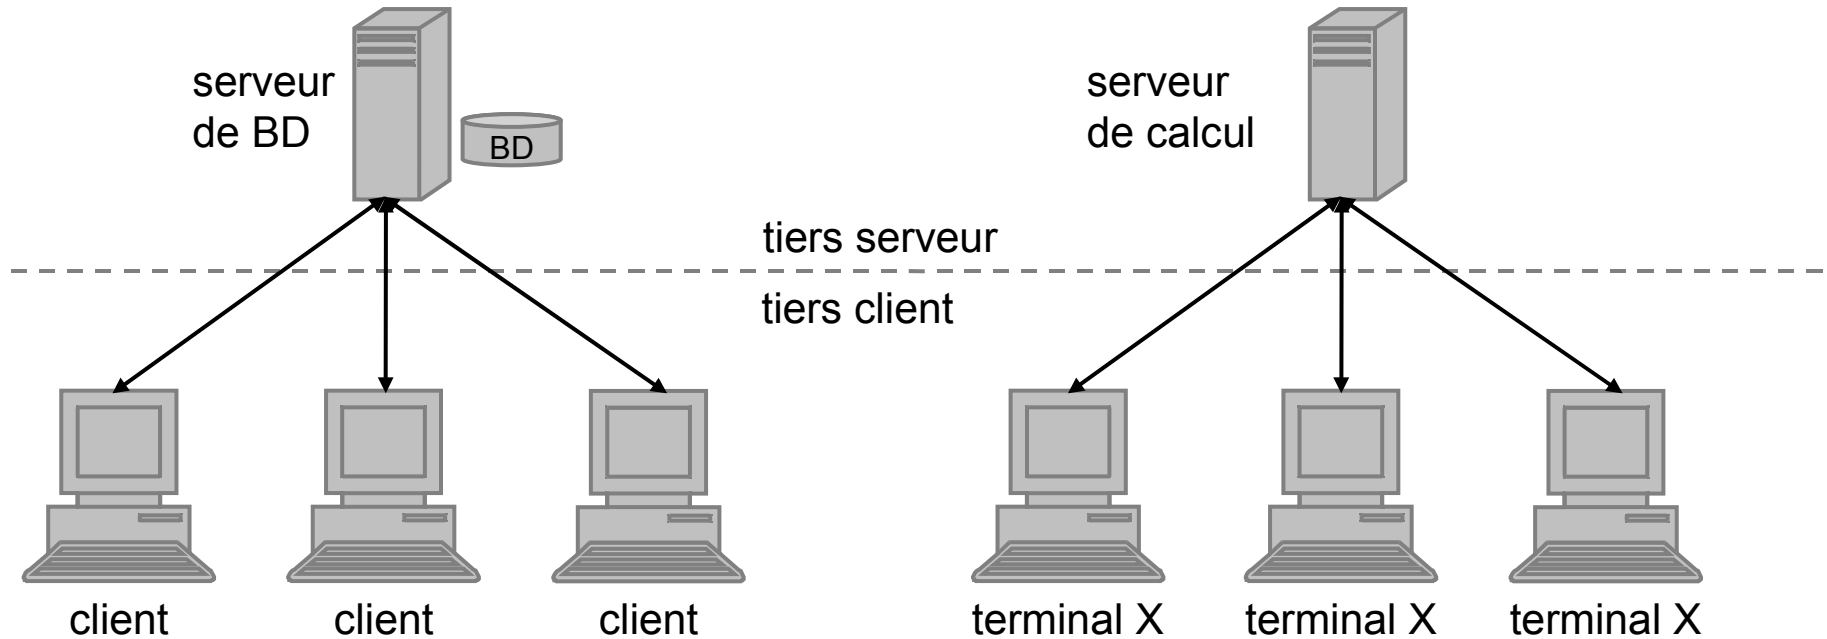 serveur
de BD
BD
serveur
de calcul
tiers serveur
tiers client
client
client
client
terminal X
terminal X
terminal X